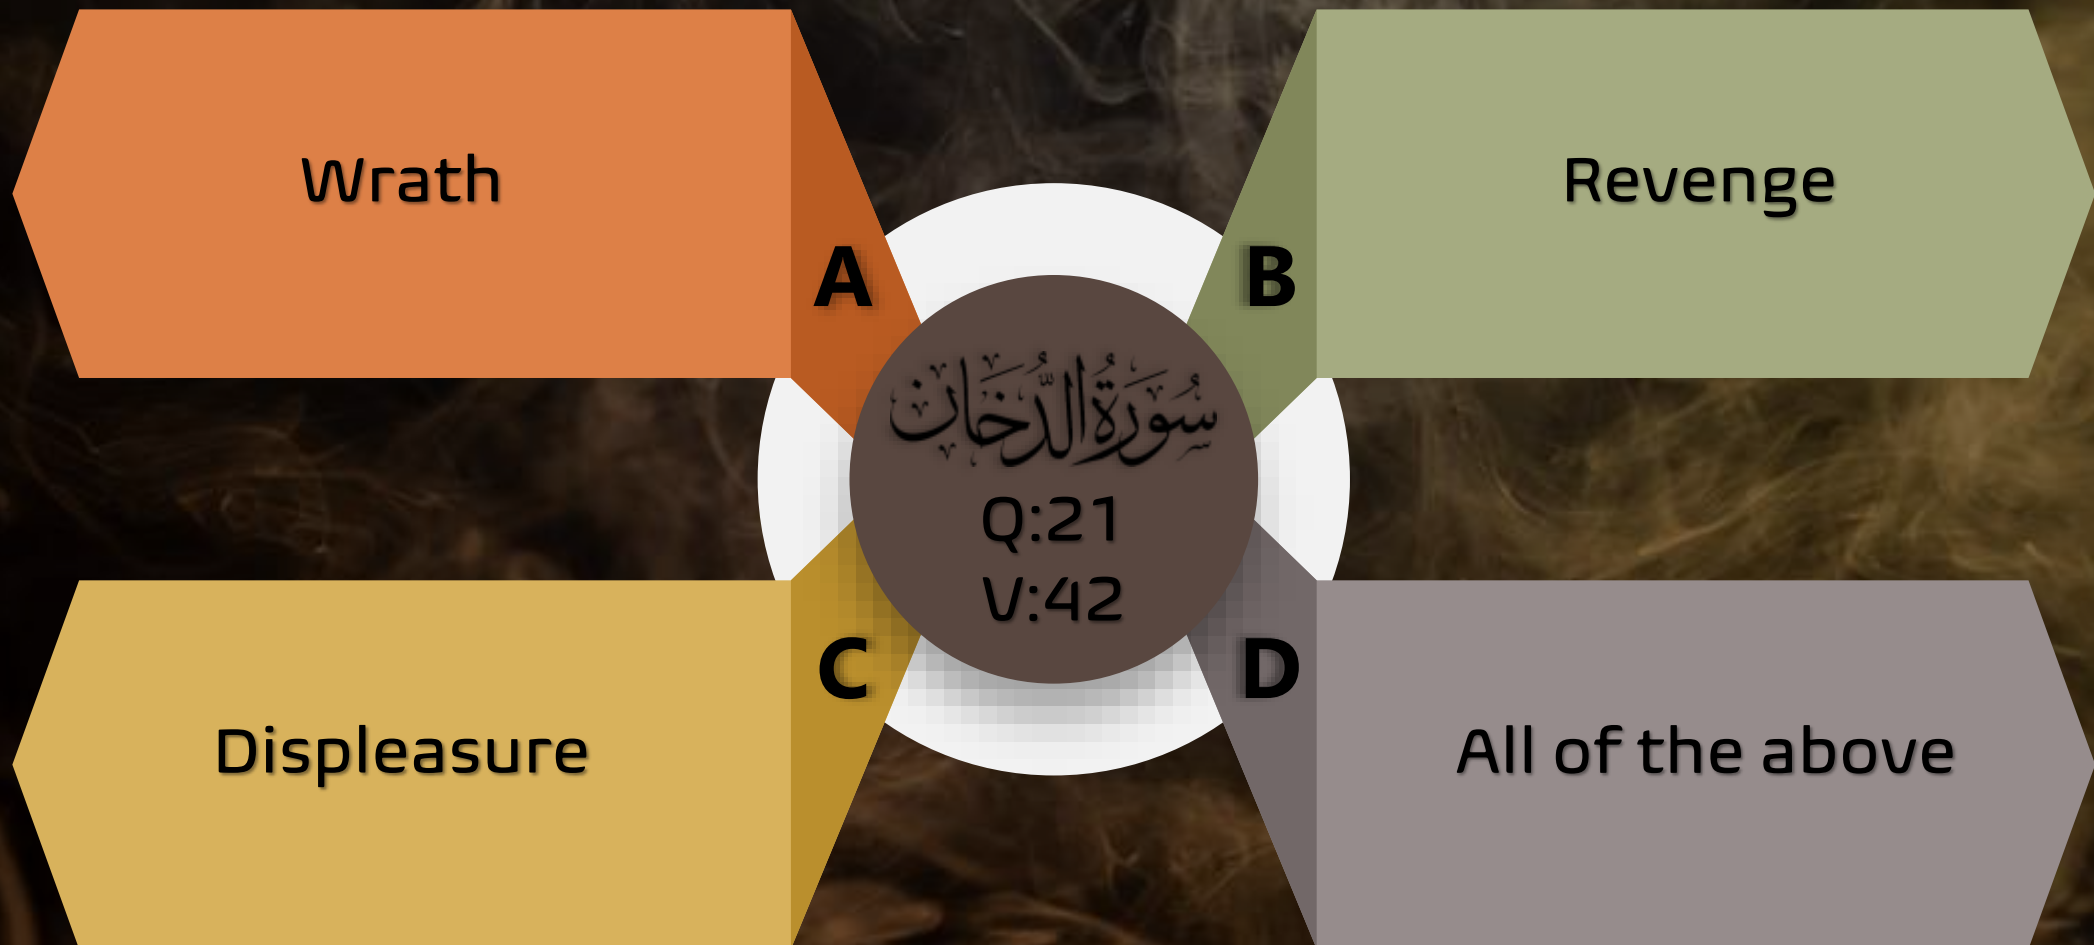 Wrath
A
Revenge
B
سُورَةُ الدُّخَانِ
Q:21
V:42
Displeasure
C
All of the above
D